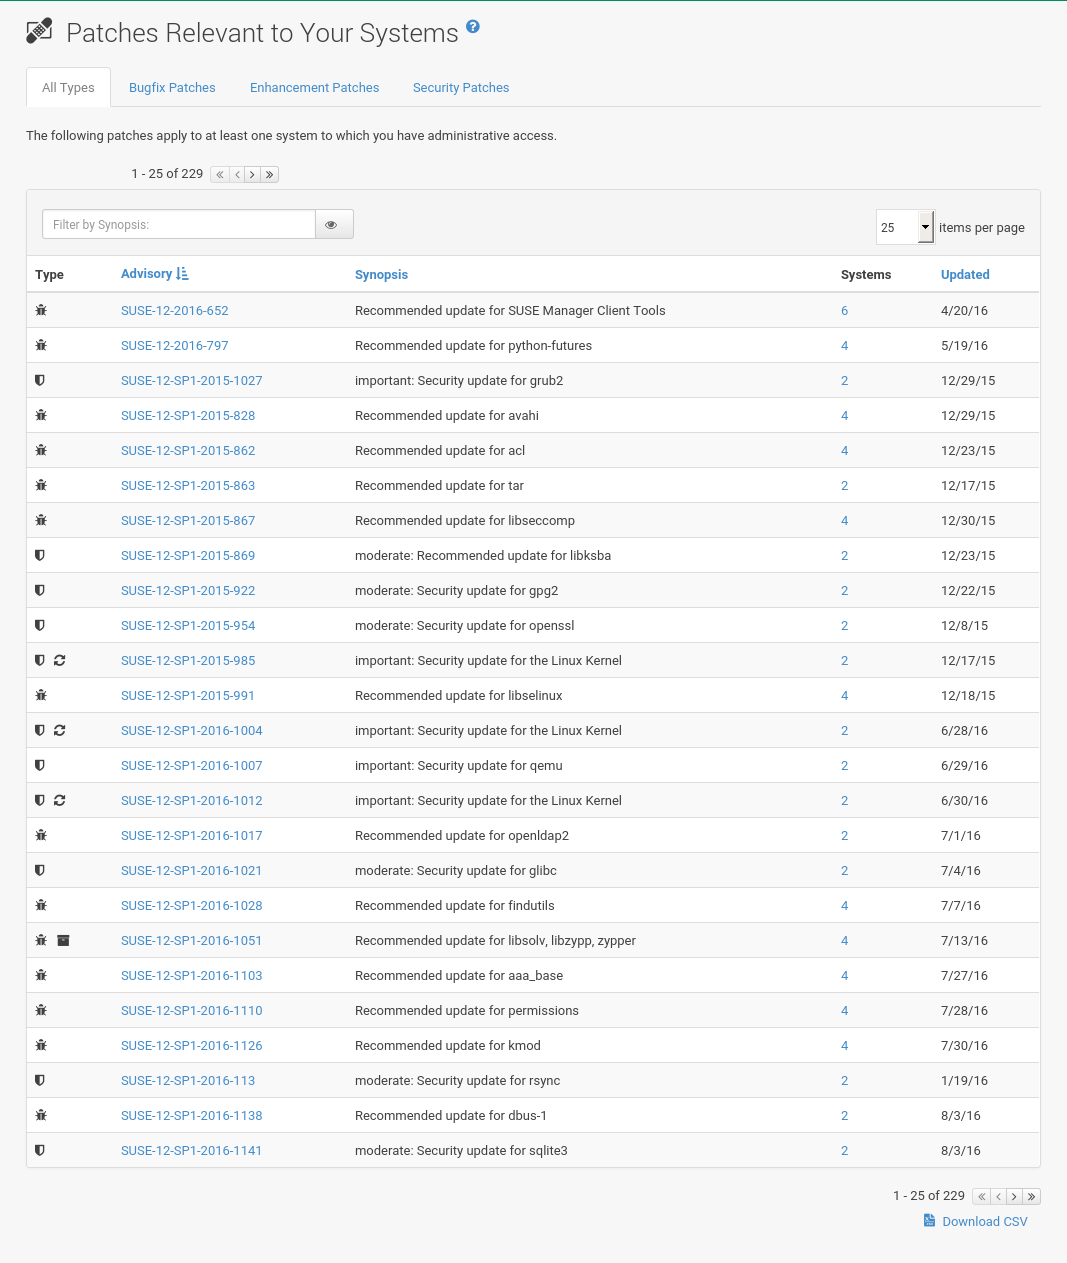 Patches Relevant to Your Systems ?
All Types Bugfix Patches Enhancement Patches Security Patches
The following patches apply to at least one system to which you have administrative access.
1 - 25 of 229
Filter by Synopsis: 25 items per page
Type Advisory Synopsis Systems Updated
SUSE-12-2016-652 Recommended update for SUSE Manager Client Tools 6 4/20/16
SUSE-12-2016-797 Recommended update for python-futures 4 5/19/16
SUSE-12-SP1-2015-1027 important: Security update for grub2 2 12/29/15
SUSE-12-SP1-2015-828 Recommended update for avahi 4 12/29/15
SUSE-12-SP1-2015-862 Recommended update for acl 4 12/23/15
SUSE-12-SP1-2015-863 Recommended update for tar 2 12/17/15
SUSE-12-SP1-2015-867 Recommended update for libseccomp 4 12/30/15
SUSE-12-SP1-2015-869 moderate: Recommended update for libksba 2 12/23/15
SUSE-12-SP1-2015-922 moderate: Security update for gpg2 2 12/22/15
SUSE-12-SP1-2015-954 moderate: Security update for openssl 2 12/8/15
SUSE-12-SP1-2015-985 important: Security update for the Linux Kernel 2 12/17/15
SUSE-12-SP1-2015-991 Recommended update for libselinux 4 12/18/15
SUSE-12-SP1-2016-1004 important: Security update for the Linux Kernel 2 6/28/16
SUSE-12-SP1-2016-1007 important: Security update for qemu 2 6/29/16
SUSE-12-SP1-2016-1012 important: Security update for the Linux Kernel 2 6/30/16
SUSE-12-SP1-2016-1017 Recommended update for openldap2 2 7/1/16
SUSE-12-SP1-2016-1021 moderate: Security update for glibc 2 7/4/16
SUSE-12-SP1-2016-1028 Recommended update for findutils 4 7/7/16
SUSE-12-SP1-2016-1051 Recommended update for libsolv, libzypp, zypper 4 7/13/16
SUSE-12-SP1-2016-1103 Recommended update for aaa_base 4 7/27/16
SUSE-12-SP1-2016-1110 Recommended update for permissions 4 7/28/16
SUSE-12-SP1-2016-1126 Recommended update for kmod 4 7/30/16
SUSE-12-SP1-2016-113 moderate: Security update for rsync 2 1/19/16
SUSE-12-SP1-2016-1138 Recommended update for dbus-1 2 8/3/16
SUSE-12-SP1-2016-1141 moderate: Security update for sqlite3 2 8/3/16
1 - 25 of 229
Download CSV